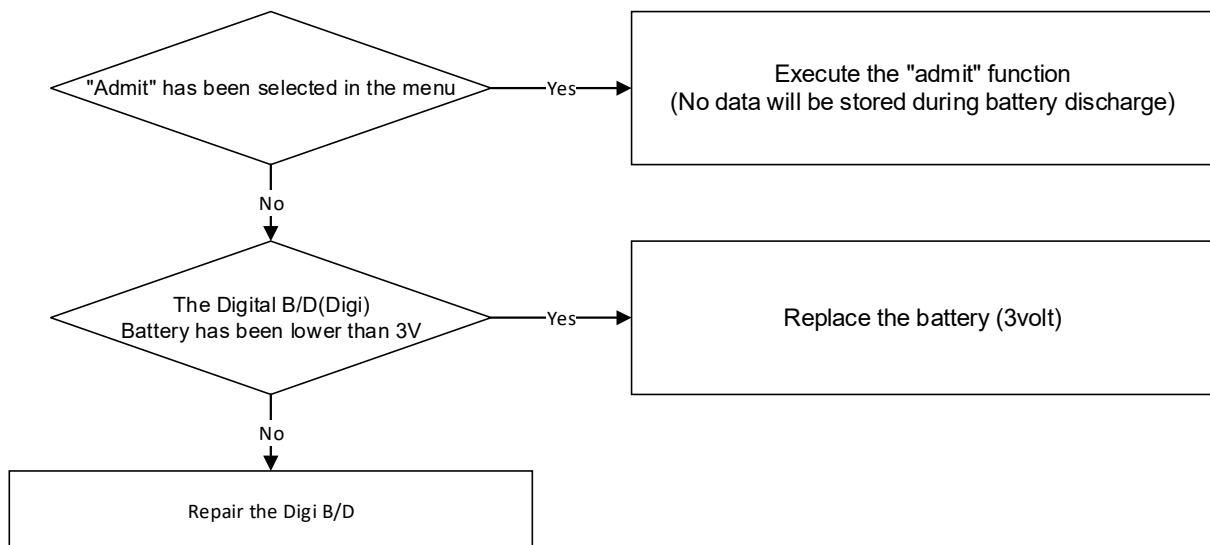 "Admit" has been selected in the menu
Yes
Execute the "admit" function
(No data will be stored during battery discharge)
No
The Digital B/D(Digi)
Battery has been lower than 3V
Yes
Replace the battery (3volt)
No
Repair the Digi B/D